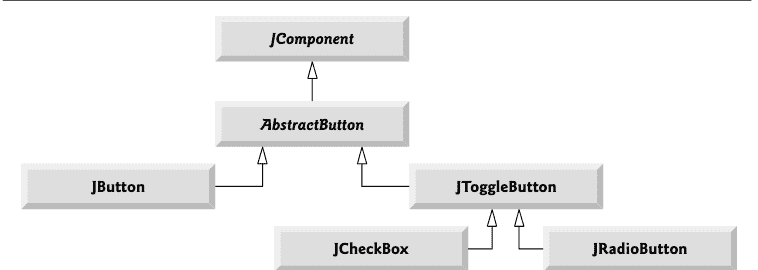 JComponent
AbstractButton
JButton
JToggleButton
JCheckBox
JRadioButton